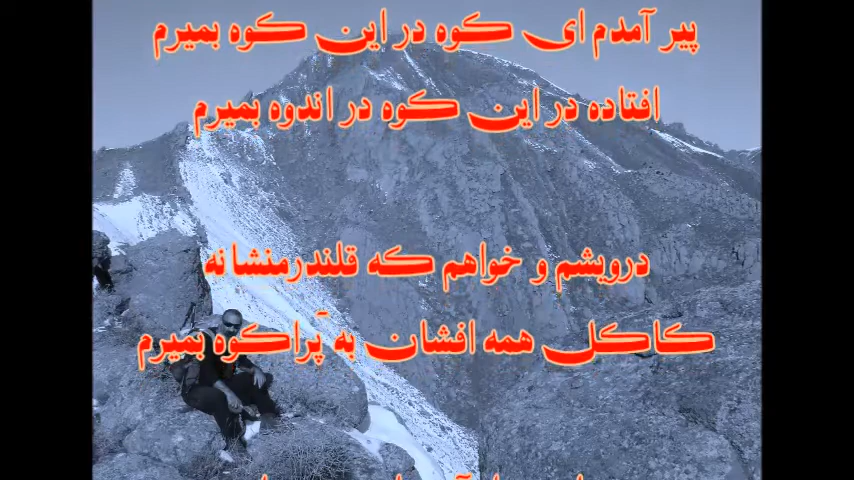 پیر آمدم ای کوه در این کوه بمیرم
افتاده در این کوه در اندوه بمیرم
درویشم و خواهم که قلندرمنشانه
کاکل همه افشان به پَراکوه بمیرم